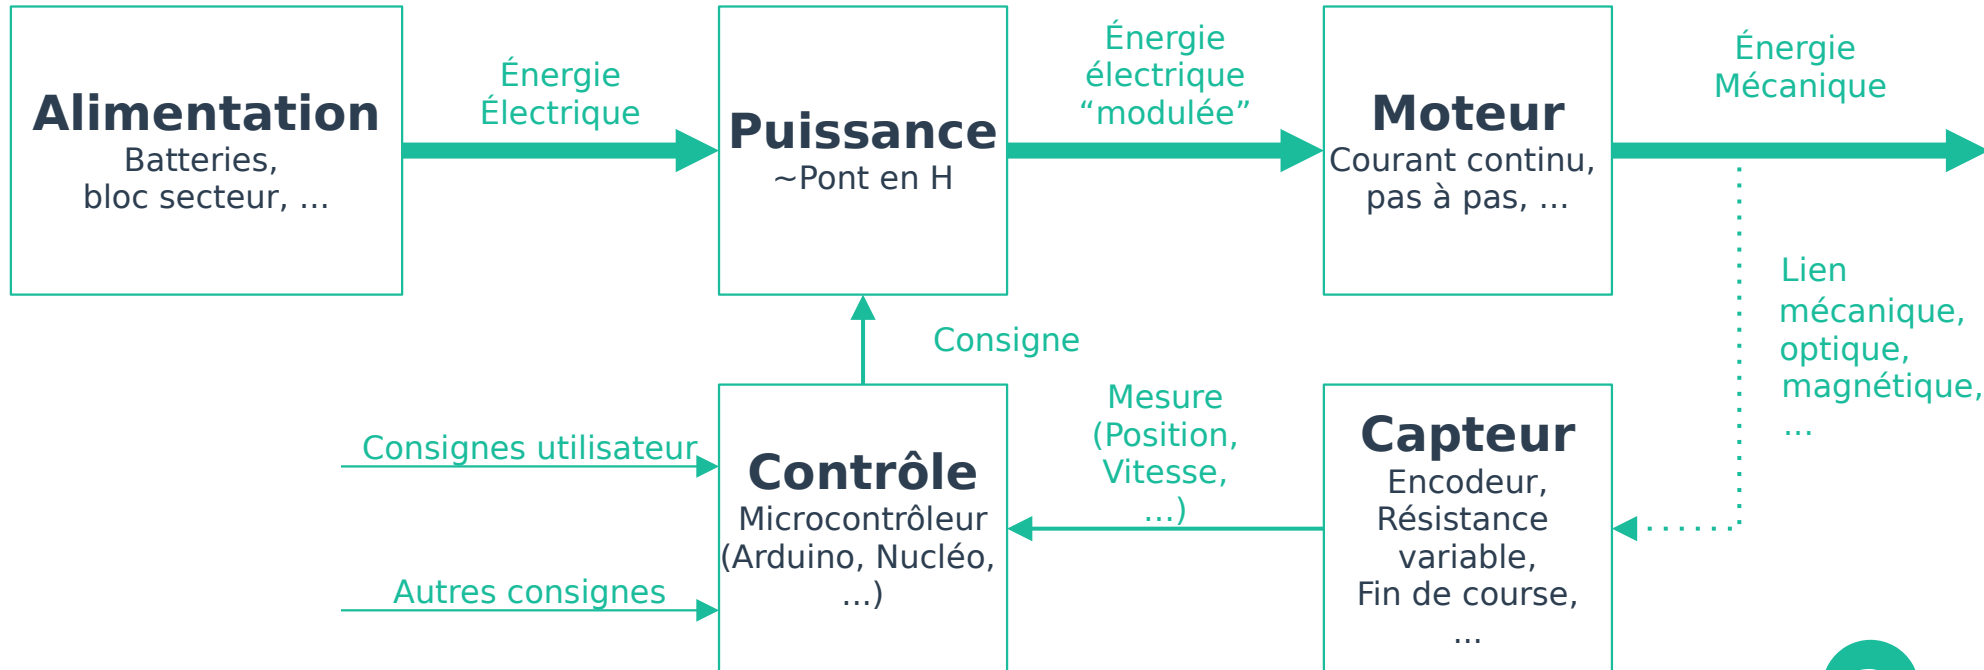 Alimentation
Batteries,
bloc secteur, ...
Énergie
Électrique
Puissance
~Pont en H
Énergie
électrique
“modulée”
Moteur
Courant continu,
pas à pas, ...
Énergie
Mécanique
Lien
mécanique,
optique,
magnétique,
...
Consigne
Consignes utilisateur
Autres consignes
Contrôle
Microcontrôleur
(Arduino, Nucléo,
...)
Mesure
(Position,
Vitesse,
...)
Capteur
Encodeur,
Résistance
variable,
Fin de course,
...